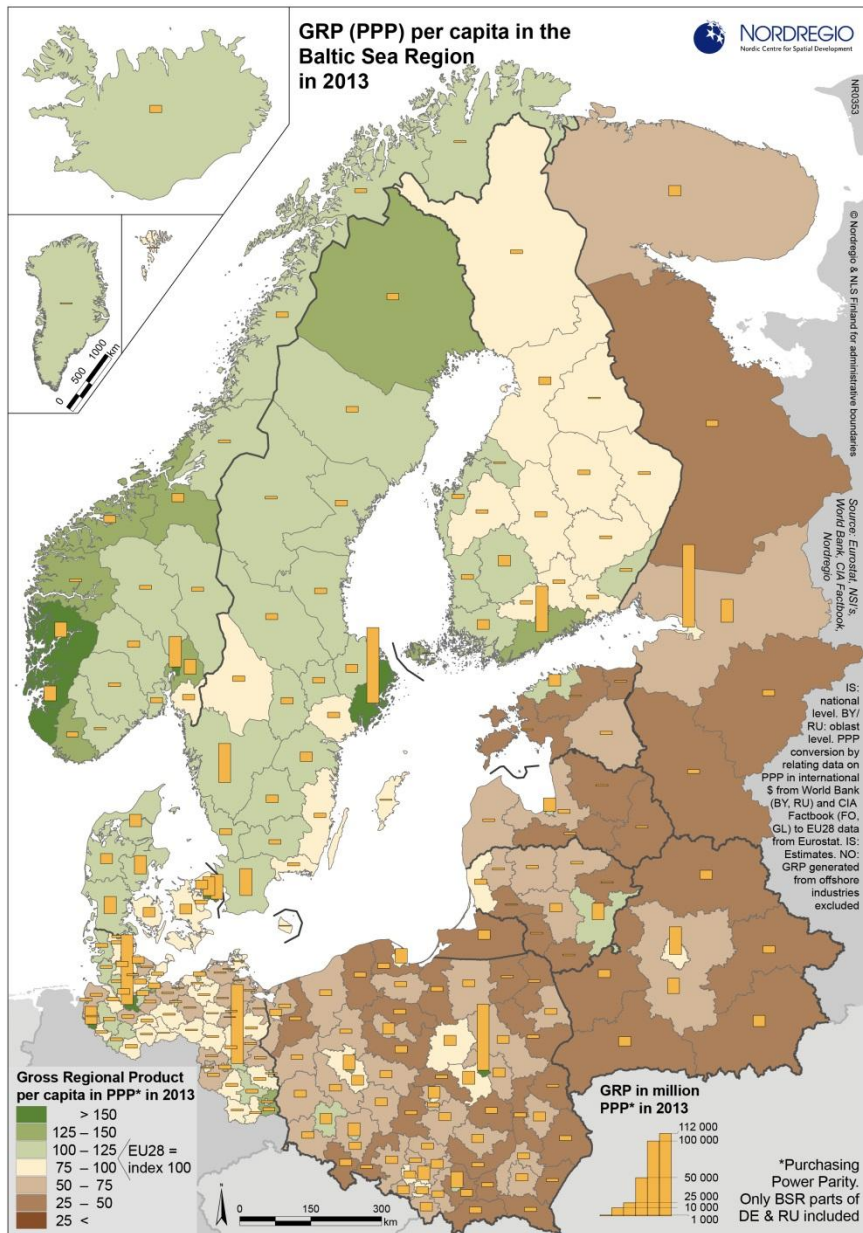 GRP (PPP) per capita in the
Baltic Sea Region
in 2013
NORDREGIO
Nordic Centre for Spatial Development
NR0353
© Nordregio & NLS Finland for administrative boundaries
Source: Eurostat, NSI's,
World Bank, CIA Factbook,
Nordregio
0 500 1000
km
IS:
national
level. BY/
RU: oblast
level. PPP
conversion by
relating data on
PPP in international
$ from World Bank
(BY, RU) and CIA
Factbook (FO,
GL) to EU28 data
from Eurostat. IS:
Estimates. NO:
GRP generated
from offshore
industries
excluded
Gross Regional Product
per capita in PPP* in 2013
> 150
125 – 150
100 – 125
75 – 100
50 – 75
25 – 50
25 <
EU28 =
index 100
N
0 150 300
km
GRP in million
PPP* in 2013
112 000
100 000
50 000
25 000
10 000
1 000
*Purchasing
Power Parity.
Only BSR parts of
DE & RU included